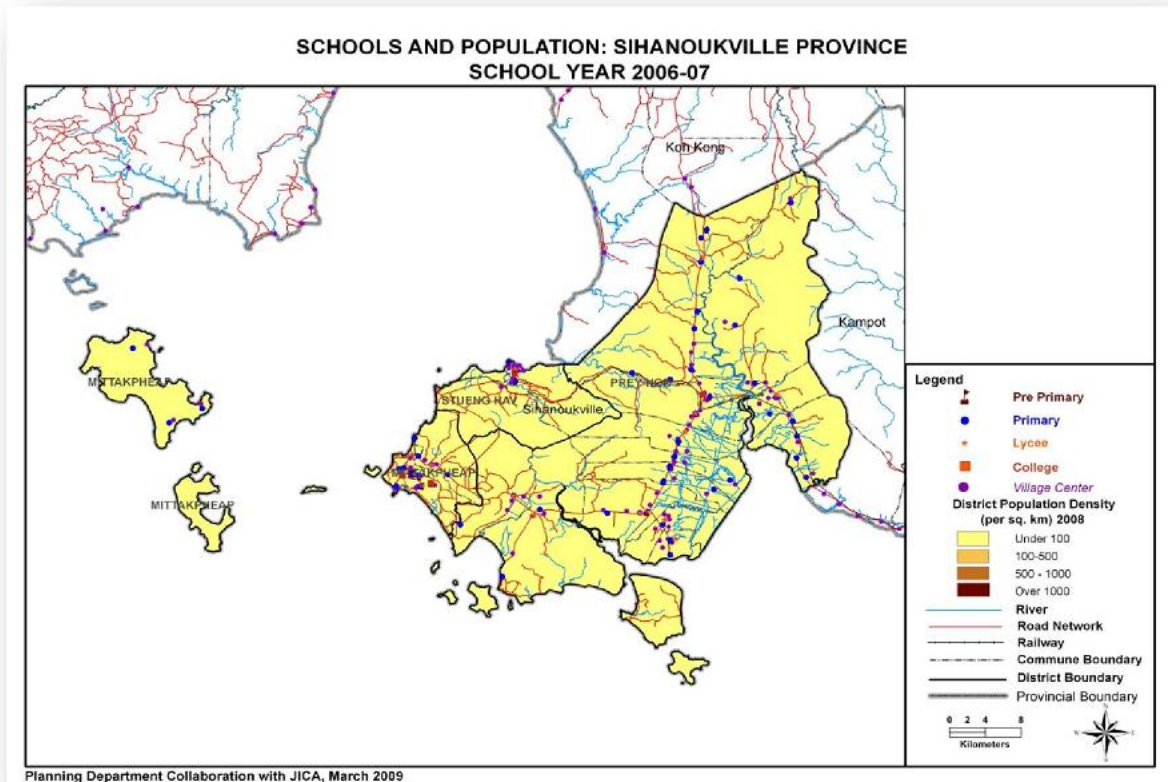 SCHOOLS AND POPULATION: SIHANOUKVILLE PROVINCE
SCHOOL YEAR 2006-07
Koh Kong
Kampot
MITTAKPHEAP
PREY NOB
STUENG HAV
Sihanoukville
MITTAKPHEAP
MITTAKPHEAP
Legend
Pre Primary
Primary
Lycee
College
Village Center
District Population Density
(per sq. km) 2008
Under 100
100-500
500 - 1000
Over 1000
River
Road Network
Railway
Commune Boundary
District Boundary
Provincial Boundary
0 2 4 8
Kilometers
N
W E
S
Planning Department Collaboration with JICA, March 2009